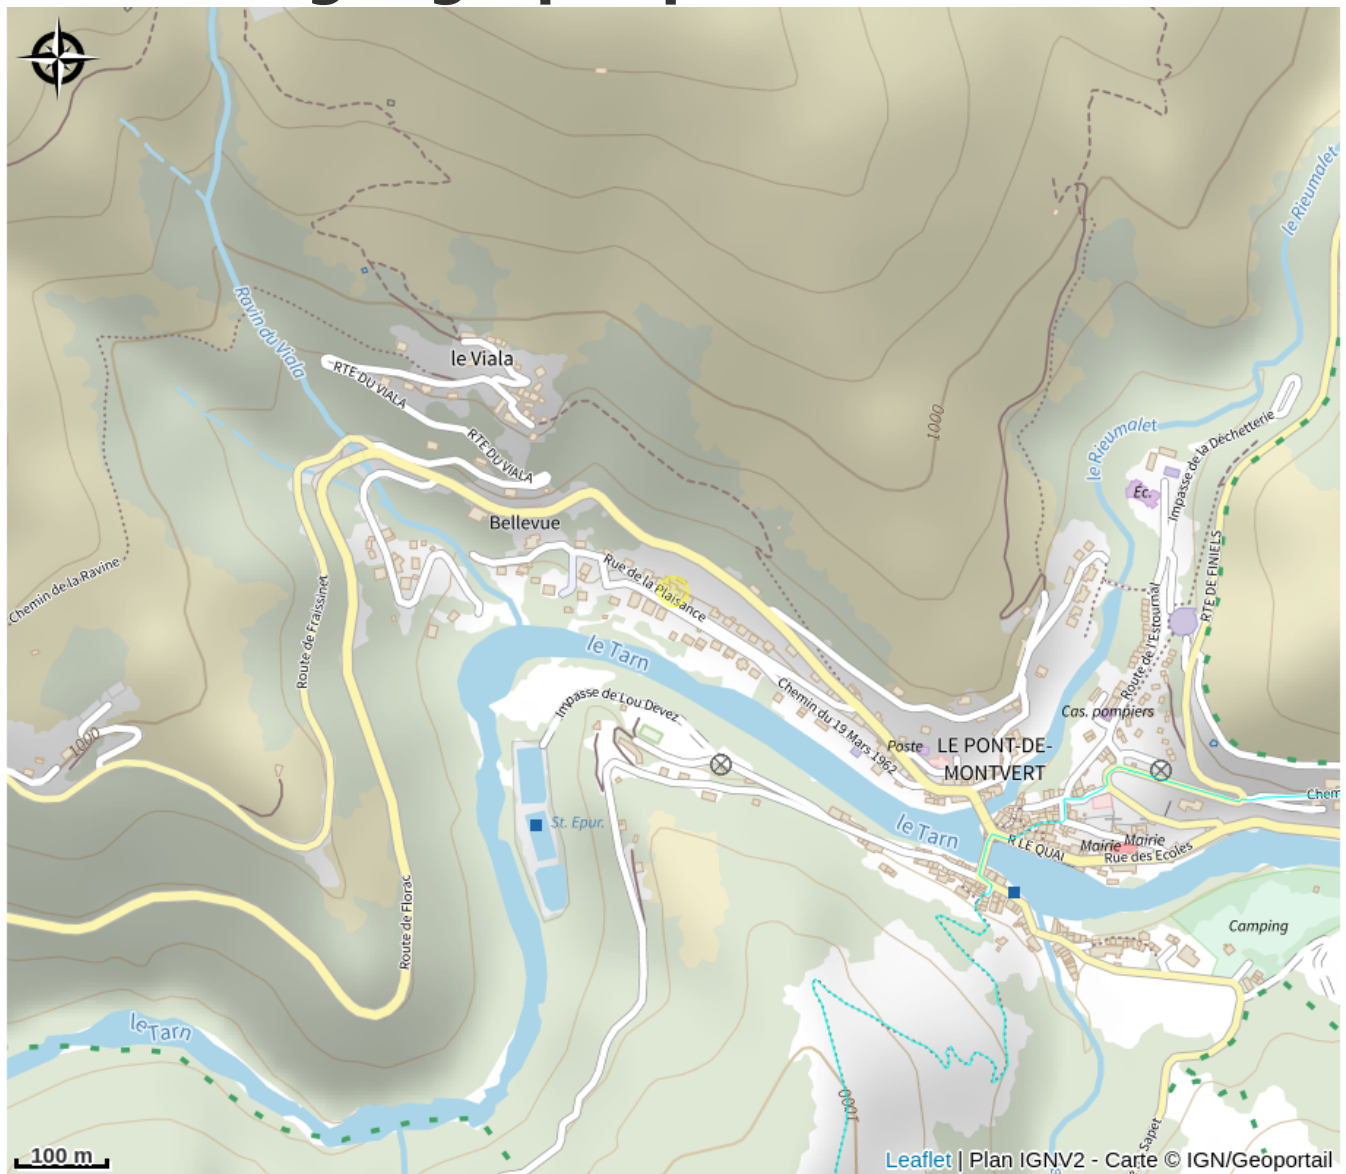 le Rieumalet
Ravin du Viala
le Viala
RTE DU VIALA
RTE DU VIALA
1000
le Rieumalet
Impasse de la Déchetterie
Éc.
Bellevue
Chemin de la Ravine
Route de Fraissinet
Rue de la Plaisance
RTE DE FINIELS
Route de l'Estournal
le Tarn
Impasse de Lou Devez
Chemin du 19 Mars 1962
Cas. pompiers
Poste
LE PONT-DE-
MONTVERT
1000
Chem
St. Epur.
le Tarn
R LE QUAI
Mairie
Mairie
Rue des Ecoles
Route de Florac
Camping
le Tarn
1000
Sapet
100 m
Leaflet | Plan IGNV2 - Carte © IGN/Geoportail